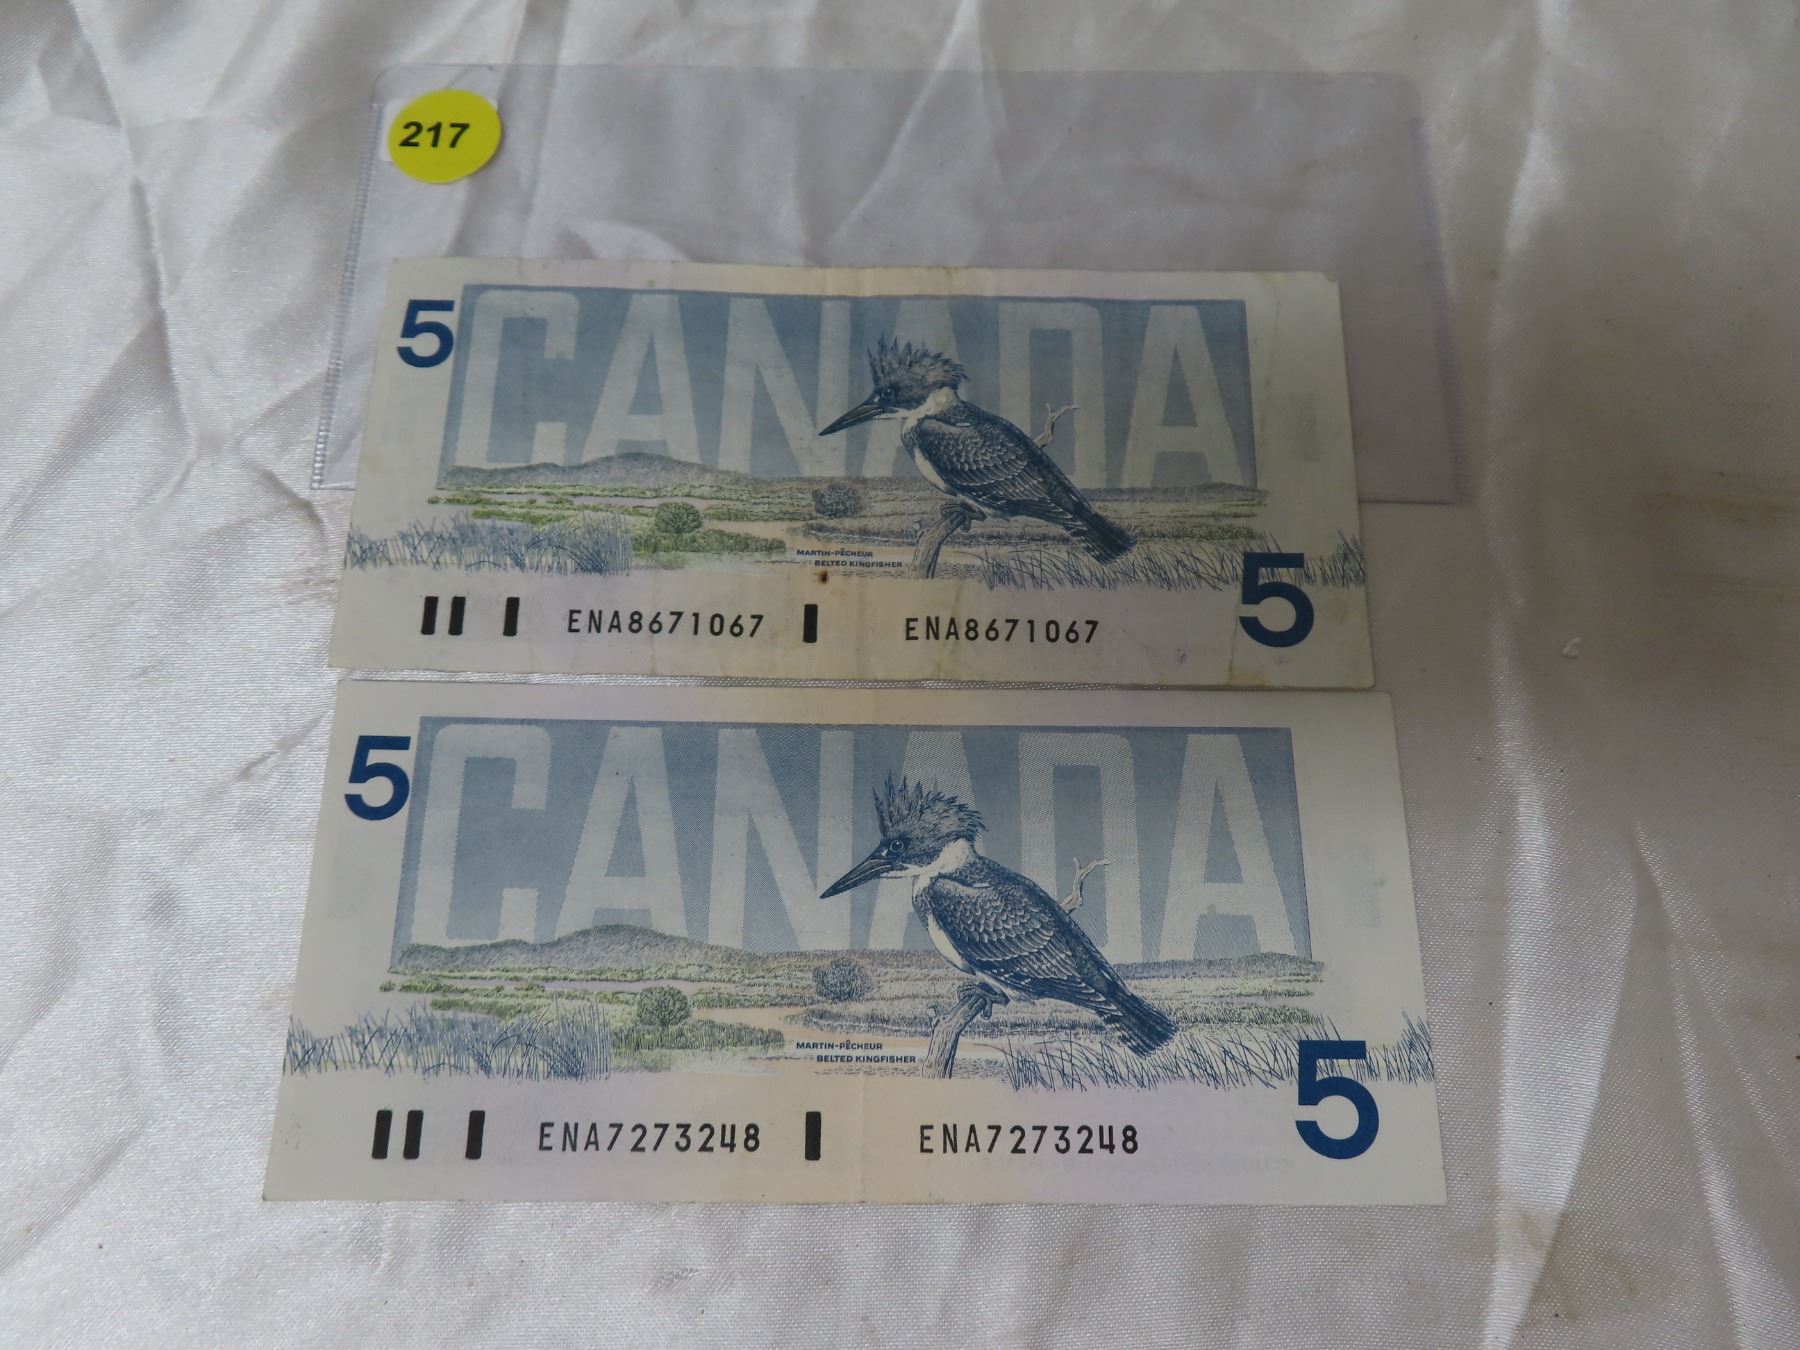 217
5 CANADA
MARTIN-PÊCHEUR
BELTED KINGFISHER
ENA8671067 ENA8671067 5
5 CANADA
MARTIN-PÊCHEUR
BELTED KINGFISHER
ENA7273248 ENA7273248 5